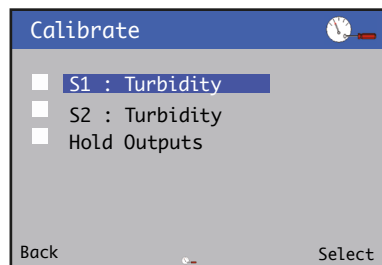 Calibrate
S1 : Turbidity
S2 : Turbidity
Hold Outputs
Back Select